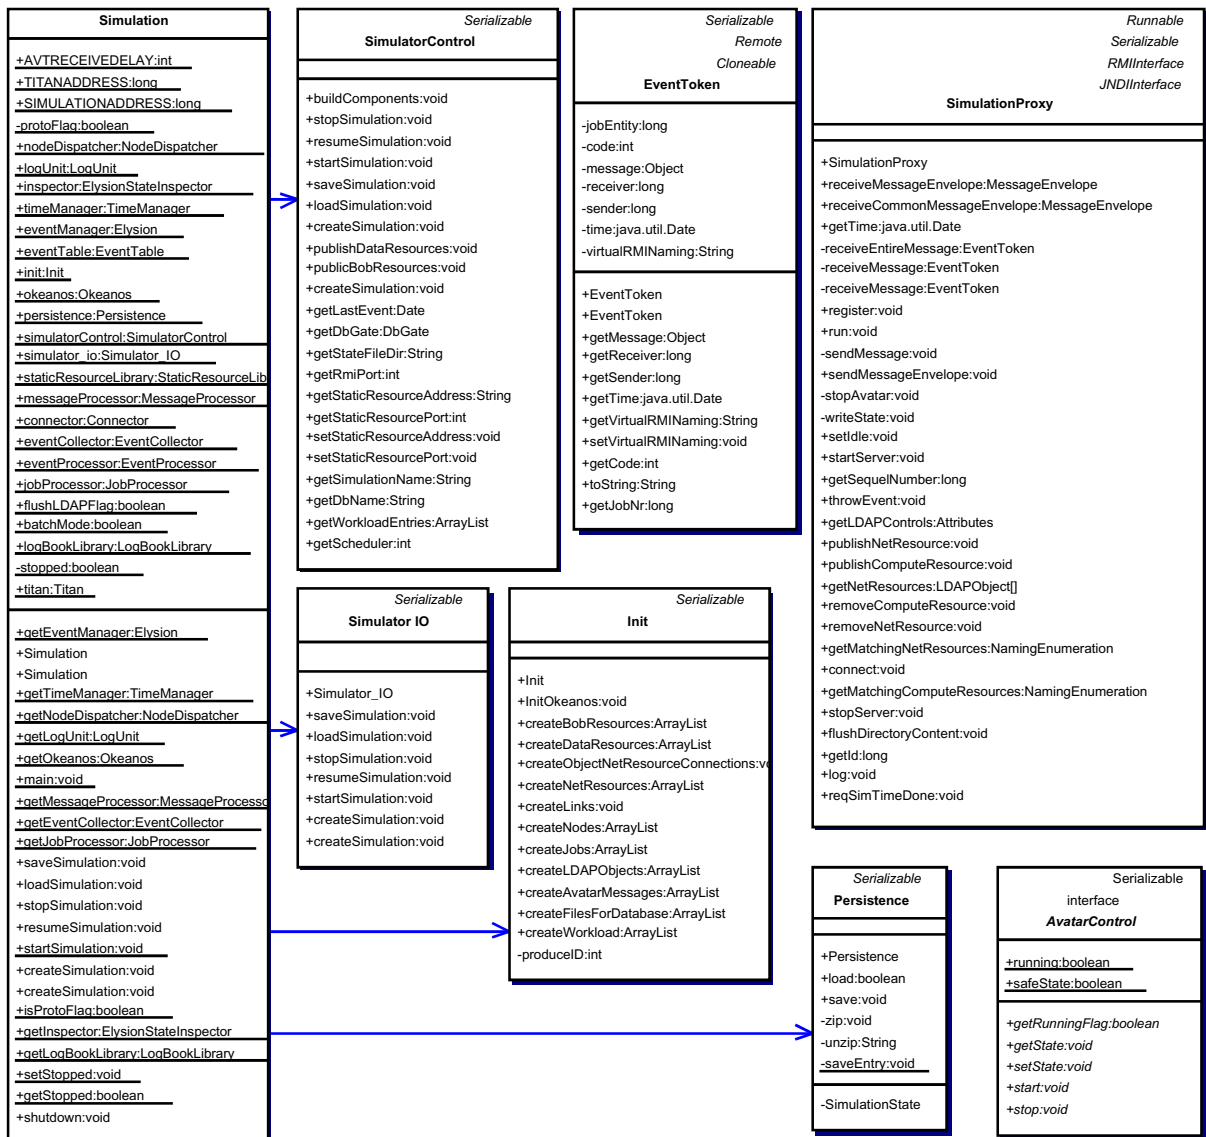 Simulation
+AVTRECEIVEDELAY:int
+TITANADDRESS:long
+SIMULATIONADDRESS:long
-protoFlag:boolean
+nodeDispatcher:NodeDispatcher
+logUnit:LogUnit
+inspector:ElysionStateInspector
+timeManager:TimeManager
+eventManager:Elysion
+eventTable:EventTable
+init:Init
+okeanos:Okeanos
+persistence:Persistence
+simulatorControl:SimulatorControl
+simulator_io:Simulator_IO
+staticResourceLibrary:StaticResourceLib
+messageProcessor:MessageProcessor
+connector:Connector
+eventCollector:EventCollector
+eventProcessor:EventProcessor
+jobProcessor:JobProcessor
+flushLDAPFlag:boolean
+batchMode:boolean
+logBookLibrary:LogBookLibrary
-stopped:boolean
+titan:Titan
+getEventManager:Elysion
+Simulation
+Simulation
+getTimeManager:TimeManager
+getNodeDispatcher:NodeDispatcher
+getLogUnit:LogUnit
+getOkeanos:Okeanos
+main:void
+getMessageProcessor:MessageProcesso
+getEventCollector:EventCollector
+getJobProcessor:JobProcessor
+saveSimulation:void
+loadSimulation:void
+stopSimulation:void
+resumeSimulation:void
+startSimulation:void
+createSimulation:void
+createSimulation:void
+isProtoFlag:boolean
+getInspector:ElysionStateInspector
+getLogBookLibrary:LogBookLibrary
+setStopped:void
+getStopped:boolean
+shutdown:void
Serializable
SimulatorControl
+buildComponents:void
+stopSimulation:void
+resumeSimulation:void
+startSimulation:void
+saveSimulation:void
+loadSimulation:void
+createSimulation:void
+publishDataResources:void
+publicBobResources:void
+createSimulation:void
+getLastEvent:Date
+getDbGate:DbGate
+getStateFileDir:String
+getRmiPort:int
+getStaticResourceAddress:String
+getStaticResourcePort:int
+setStaticResourceAddress:void
+setStaticResourcePort:void
+getSimulationName:String
+getDbName:String
+getWorkloadEntries:ArrayList
+getScheduler:int
Serializable
Remote
Cloneable
EventToken
-jobEntity:long
-code:int
-message:Object
-receiver:long
-sender:long
-time:java.util.Date
-virtualRMINaming:String
+EventToken
+EventToken
+getMessage:Object
+getReceiver:long
+getSender:long
+getTime:java.util.Date
+getVirtualRMINaming:String
+setVirtualRMINaming:void
+getCode:int
+toString:String
+getJobNr:long
Runnable
Serializable
RMIInterface
JNDIInterface
SimulationProxy
+SimulationProxy
+receiveMessageEnvelope:MessageEnvelope
+receiveCommonMessageEnvelope:MessageEnvelope
+getTime:java.util.Date
-receiveEntireMessage:EventToken
-receiveMessage:EventToken
-receiveMessage:EventToken
+register:void
+run:void
-sendMessage:void
+sendMessageEnvelope:void
-stopAvatar:void
-writeState:void
+setIdle:void
+startServer:void
+getSequelNumber:long
+throwEvent:void
+getLDAPControls:Attributes
+publishNetResource:void
+publishComputeResource:void
+getNetResources:LDAPObject[]
+removeComputeResource:void
+removeNetResource:void
+getMatchingNetResources:NamingEnumeration
+connect:void
+getMatchingComputeResources:NamingEnumeration
+stopServer:void
+flushDirectoryContent:void
+getId:long
+log:void
+reqSimTimeDone:void
Serializable
Simulator IO
+Simulator_IO
+saveSimulation:void
+loadSimulation:void
+stopSimulation:void
+resumeSimulation:void
+startSimulation:void
+createSimulation:void
+createSimulation:void
Serializable
Init
+Init
+InitOkeanos:void
+createBobResources:ArrayList
+createDataResources:ArrayList
+createObjectNetResourceConnections:vo
+createNetResources:ArrayList
+createLinks:void
+createNodes:ArrayList
+createJobs:ArrayList
+createLDAPObjects:ArrayList
+createAvatarMessages:ArrayList
+createFilesForDatabase:ArrayList
+createWorkload:ArrayList
-produceID:int
Serializable
Persistence
+Persistence
+load:boolean
+save:void
-zip:void
-unzip:String
-saveEntry:void
-SimulationState
Serializable
interface
AvatarControl
+running:boolean
+safeState:boolean
+getRunningFlag:boolean
+getState:void
+setState:void
+start:void
+stop:void